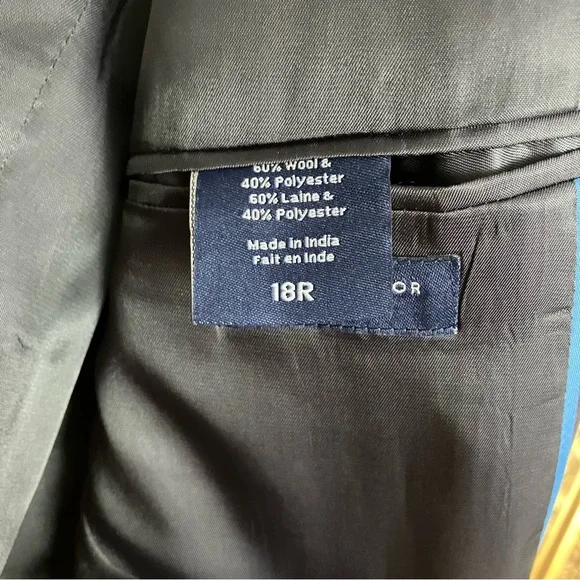 60% Wool &
40% Polyester
60% Laine &
40% Polyester
Made in India
Fait en Inde
18R
OR